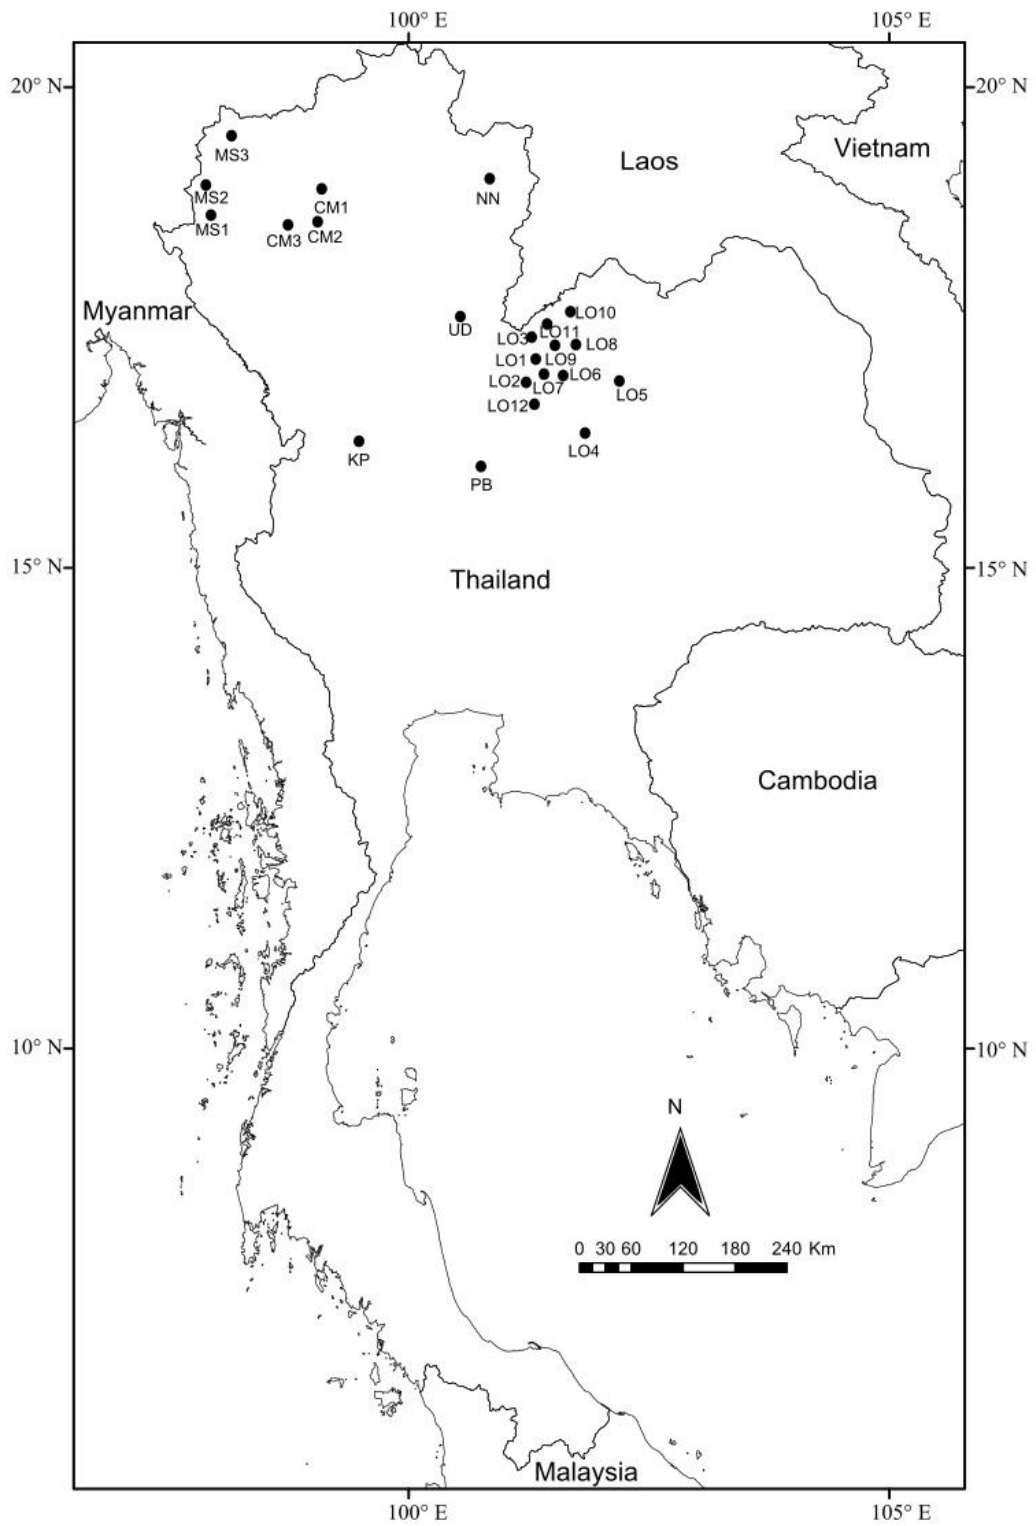 100° E
105° E
20° N
20° N
MS3
Laos
Vietnam
MS2
CM1
NN
MS1
CM3
CM2
Myanmar
LO10
UD
LO11
LO3
LO8
LO1
LO9
LO6
LO2
LO7
LO5
LO12
LO4
KP
PB
15° N
Thailand
15° N
Cambodia
10° N
10° N
N
0 30 60 120 180 240 Km
Malaysia
100° E
105° E